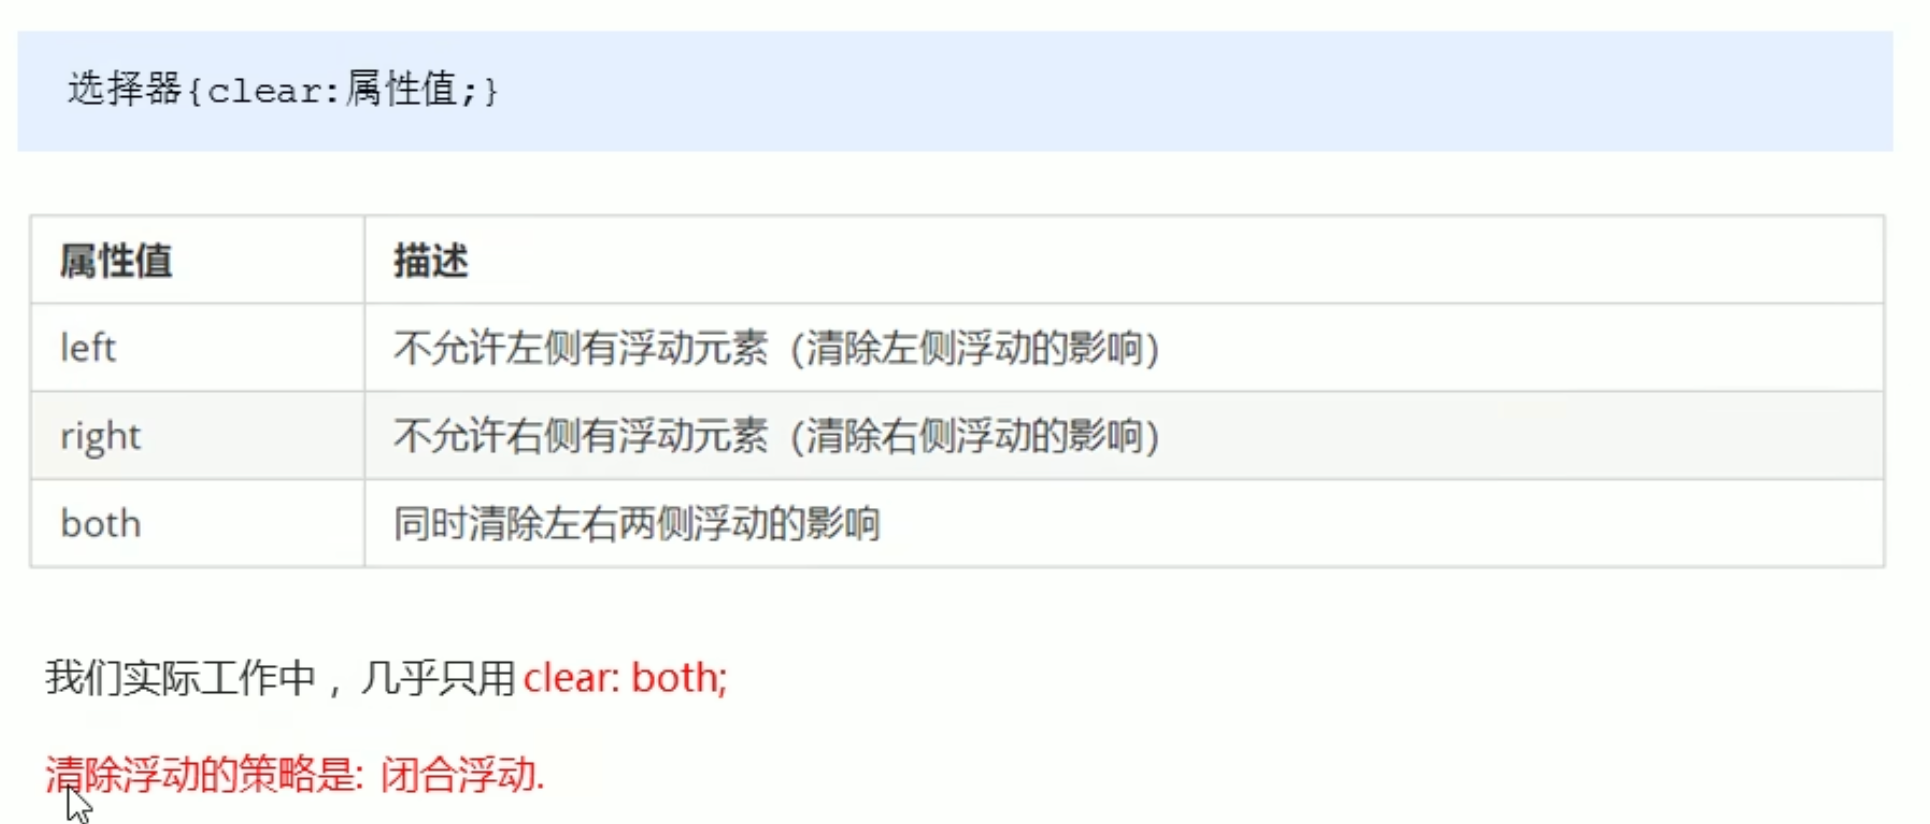 选择器{clear:属性值;}
属性值 描述
left 不允许左侧有浮动元素（清除左侧浮动的影响）
right 不允许右侧有浮动元素（清除右侧浮动的影响）
both 同时清除左右两侧浮动的影响
我们实际工作中，几乎只用 clear: both;
清除浮动的策略是: 闭合浮动.